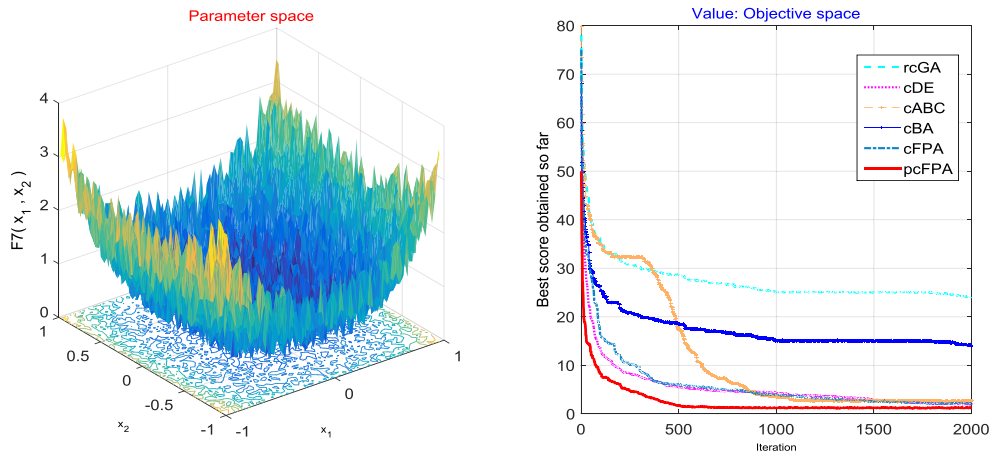 Parameter space
F7( x1 , x2 )
4
3
2
1
0
1
0.5
0
-0.5
-1
x2
-1
0
1
x1
Value: Objective space
Best score obtained so far
80
70
60
50
40
30
20
10
0
0
500
1000
1500
2000
Iteration
rcGA
cDE
cABC
cBA
cFPA
pcFPA